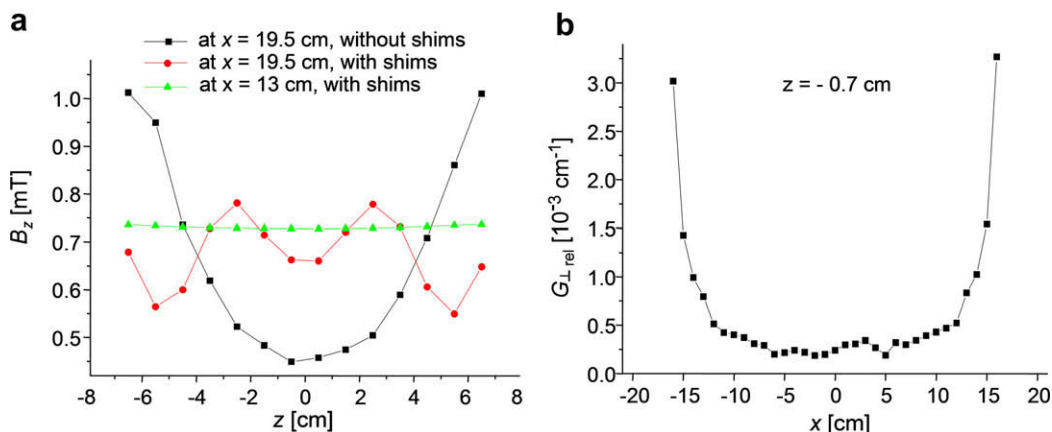 a
at x = 19.5 cm, without shims
at x = 19.5 cm, with shims
at x = 13 cm, with shims
1.0
0.9
0.8
0.7
0.6
0.5
B_z [mT]
-8 -6 -4 -2 0 2 4 6 8
z [cm]
b
z = - 0.7 cm
3.0
2.5
2.0
1.5
1.0
0.5
0.0
G_⊥ rel [10⁻³ cm⁻¹]
-20 -15 -10 -5 0 5 10 15 20
x [cm]